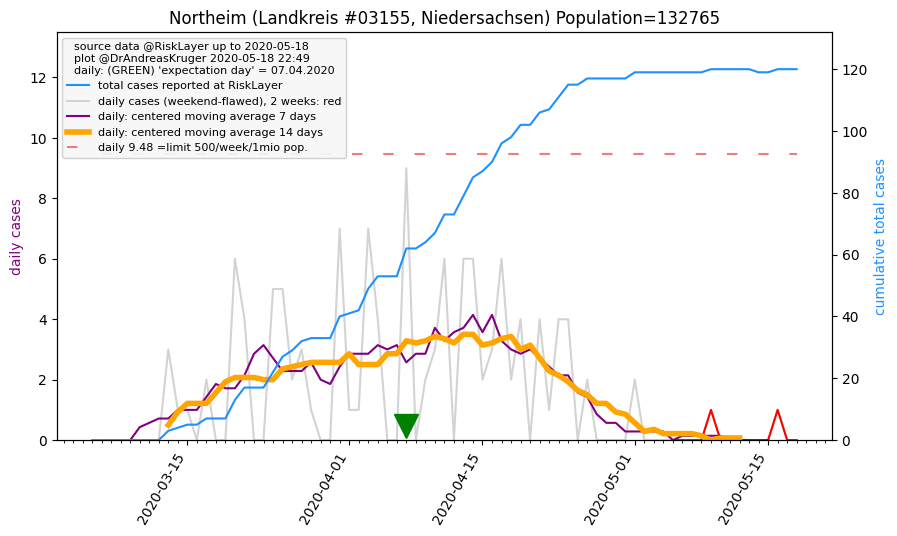 Northeim (Landkreis #03155, Niedersachsen) Population=132765
source data @RiskLayer up to 2020-05-18
plot @DrAndreasKruger 2020-05-18 22:49
daily: (GREEN) 'expectation day' = 07.04.2020
total cases reported at RiskLayer
daily cases (weekend-flawed), 2 weeks: red
daily: centered moving average 7 days
daily: centered moving average 14 days
daily 9.48 =limit 500/week/1mio pop.
daily cases
12
10
8
6
4
2
0
120
100
80
60
40
20
0
cumulative total cases
2020-03-15
2020-04-01
2020-04-15
2020-05-01
2020-05-15